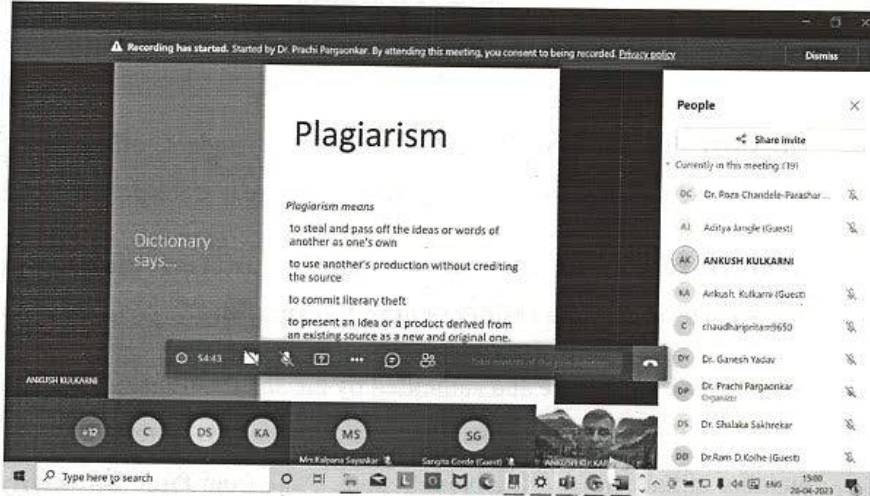 Recording has started. Started by Dr. Prachi Pargaonkar. By attending this meeting, you consent to being recorded. Privacy policy
Dismiss
Plagiarism
Dictionary
says...
Plagiarism means
to steal and pass off the ideas or words of
another as one's own
to use another's production without crediting
the source
to commit literary theft
to present an idea or a product derived from
an existing source as a new and original one.
54:43
ANKUSH KULKARNI
+12
C
DS
KA
MS
Mrs Kalpana Sayankar
SG
Sangita Gorde (Guest)
ANKUSH KULKAR
People
Share invite
Currently in this meeting (19)
DC Dr. Roza Chandele-Parashar...
AJ Aditya Jangle (Guest)
AK ANKUSH KULKARNI
KA Ankush. Kulkarni (Guest)
C chaudharipritam9650
DY Dr. Ganesh Yadav
DP Dr. Prachi Pargaonkar
Organizer
DS Dr. Shalaka Sakhrekar
DD Dr.Ram D.Kolhe (Guest)
Type here to search
ENG
15:00
28-04-2023